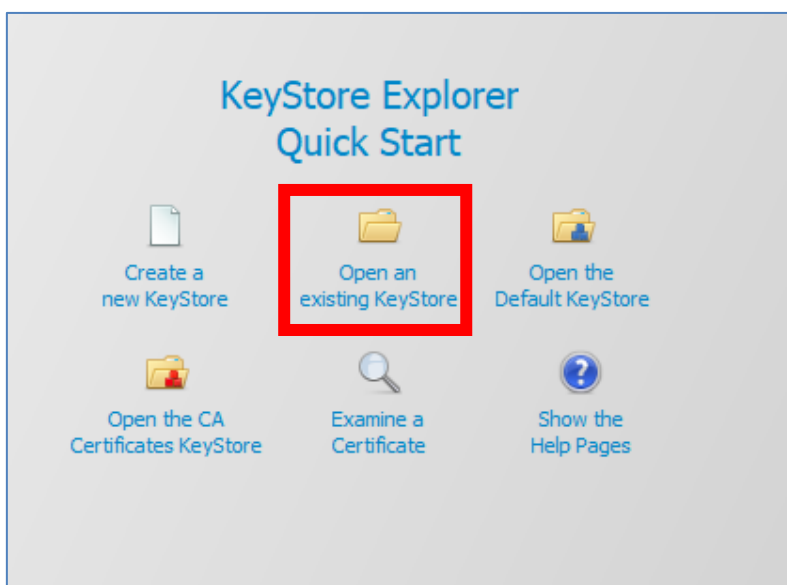 KeyStore Explorer
Quick Start
Create a
new KeyStore
Open an
existing KeyStore
Open the
Default KeyStore
Open the CA
Certificates KeyStore
Examine a
Certificate
Show the
Help Pages